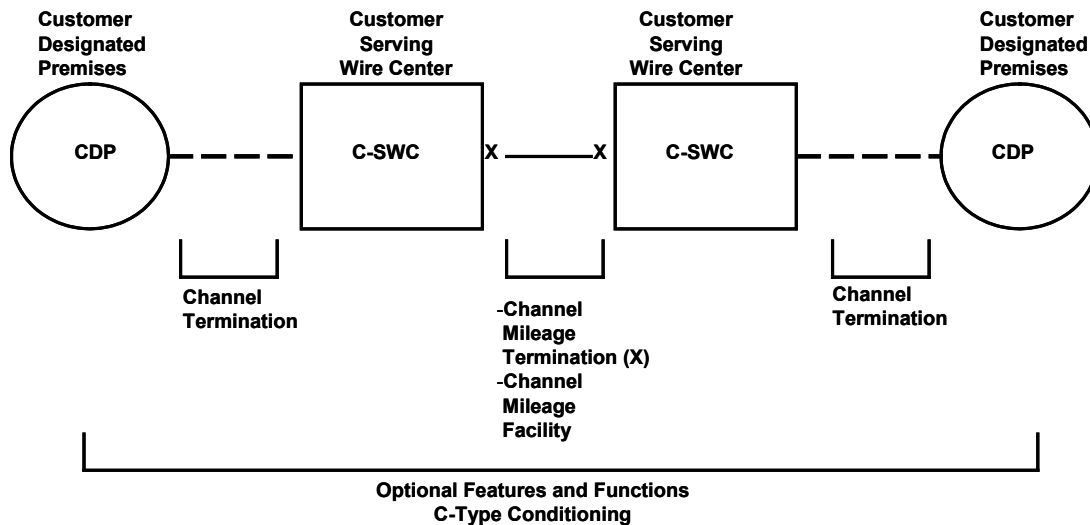 Customer
Designated
Premises
Customer
Serving
Wire Center
Customer
Serving
Wire Center
Customer
Designated
Premises
CDP
C-SWC
X
X
C-SWC
CDP
Channel
Termination
-Channel
Mileage
Termination (X)
-Channel
Mileage
Facility
Channel
Termination
Optional Features and Functions
C-Type Conditioning